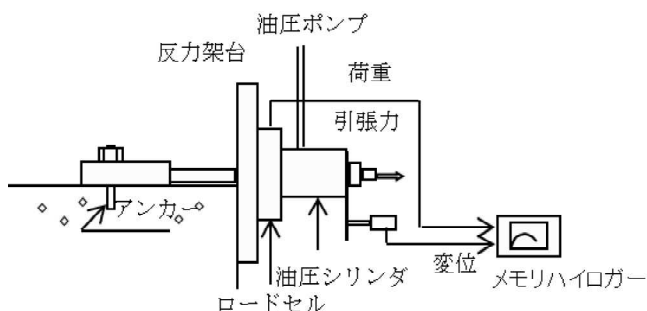 油圧ポンプ
反力架台
荷重
引張力
アンカー
油圧シリンダ
変位
メモリハイロガー
ロードセル